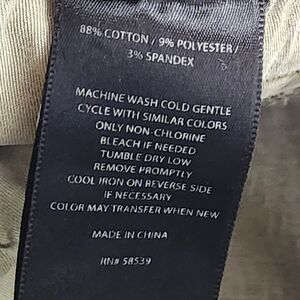 88% COTTON / 9% POLYESTER /
3% SPANDEX
MACHINE WASH COLD GENTLE
CYCLE WITH SIMILAR COLORS
ONLY NON-CHLORINE
BLEACH IF NEEDED
TUMBLE DRY LOW
REMOVE PROMPTLY
COOL IRON ON REVERSE SIDE
IF NECESSARY
COLOR MAY TRANSFER WHEN NEW
MADE IN CHINA
RN# 58539